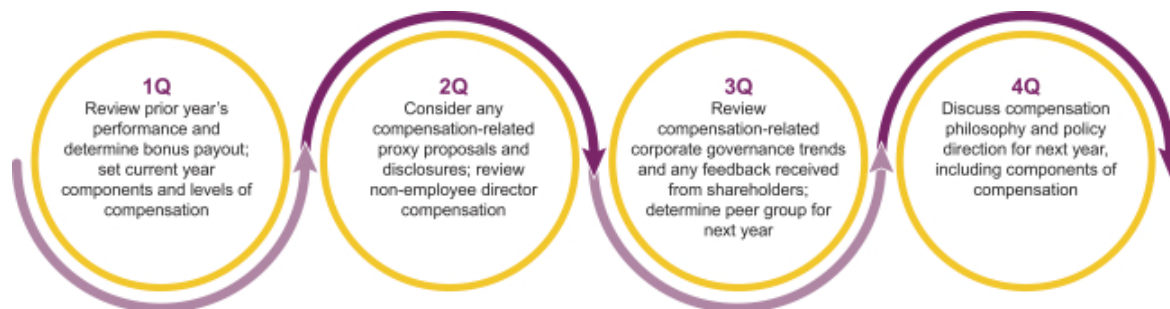 1Q
Review prior year's
performance and
determine bonus payout;
set current year
components and levels of
compensation
2Q
Consider any
compensation-related
proxy proposals and
disclosures; review
non-employee director
compensation
3Q
Review
compensation-related
corporate governance trends
and any feedback received
from shareholders;
determine peer group for
next year
4Q
Discuss compensation
philosophy and policy
direction for next year,
including components of
compensation